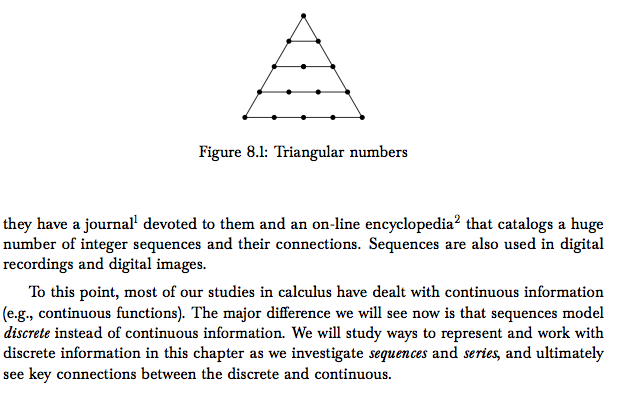 Figure 8.1: Triangular numbers
they have a journal¹ devoted to them and an on-line encyclopedia² that catalogs a huge
number of integer sequences and their connections. Sequences are also used in digital
recordings and digital images.
To this point, most of our studies in calculus have dealt with continuous information
(e.g., continuous functions). The major difference we will see now is that sequences model
discrete instead of continuous information. We will study ways to represent and work with
discrete information in this chapter as we investigate sequences and series, and ultimately
see key connections between the discrete and continuous.